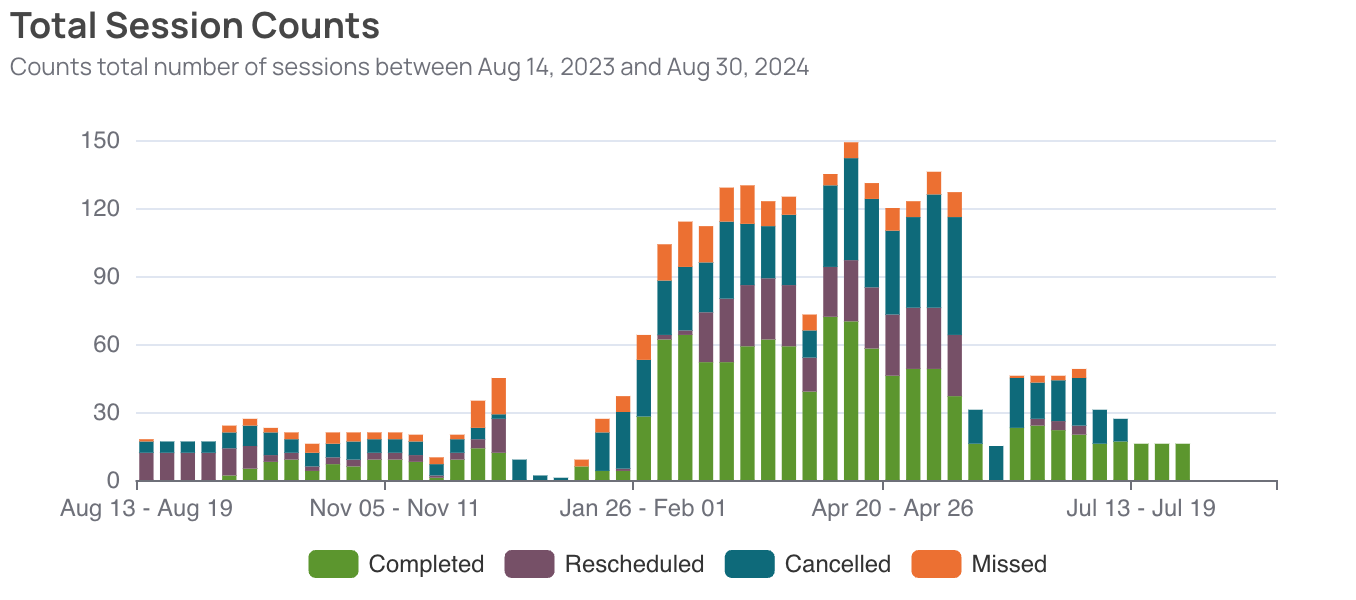 Total Session Counts
Counts total number of sessions between Aug 14, 2023 and Aug 30, 2024
150
120
90
60
30
0
Aug 13 - Aug 19 Nov 05 - Nov 11 Jan 26 - Feb 01 Apr 20 - Apr 26 Jul 13 - Jul 19
Completed Rescheduled Cancelled Missed